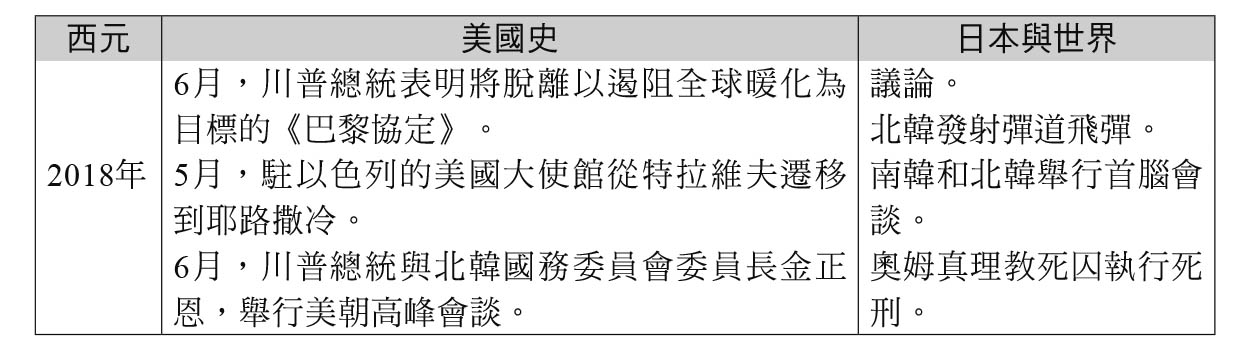 西元 美國史 日本與世界
6月，川普總統表明將脫離以遏阻全球暖化為 議論。
目標的《巴黎協定》。 北韓發射彈道飛彈。
2018年 5月，駐以色列的美國大使館從特拉維夫遷移 南韓和北韓舉行首腦會
到耶路撒冷。 談。
6月，川普總統與北韓國務委員會委員長金正 奧姆真理教死囚執行死
恩，舉行美朝高峰會談。 刑。